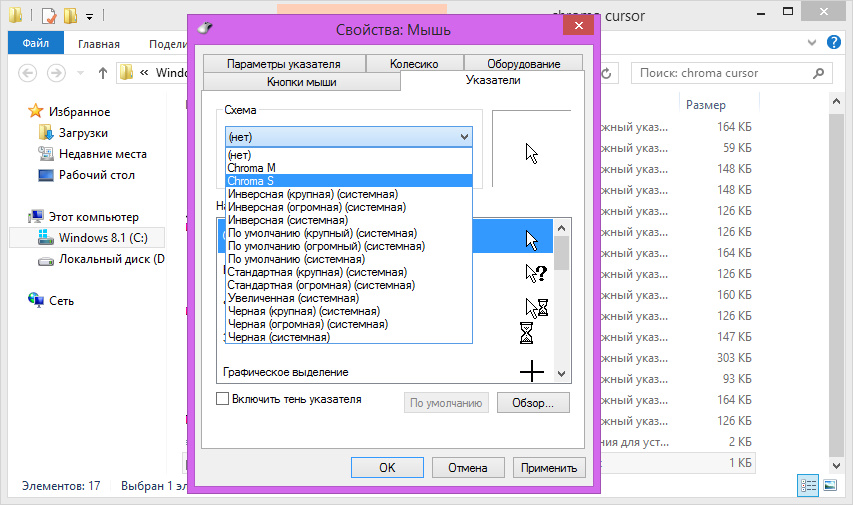 chroma cursor
Свойства: Мышь
Файл
Главная
Подели
Windo
Поиск: chroma cursor
Параметры указателя
Колесико
Оборудование
Кнопки мыши
Указатели
Размер
Избранное
Загрузки
Недавние места
Рабочий стол
Этот компьютер
Windows 8.1 (C:)
Локальный диск (D
Сеть
Схема
(нет)
(нет)
Chroma M
Chroma S
Инверсная (крупная) (системная)
Инверсная (огромная) (системная)
Инверсная (системная)
По умолчанию (крупный) (системная)
По умолчанию (огромный) (системная)
По умолчанию (системная)
Стандартная (крупная) (системная)
Стандартная (огромная) (системная)
Увеличенная (системная)
Черная (крупная) (системная)
Черная (огромная) (системная)
Черная (системная)
На
Графическое выделение
Включить тень указателя
По умолчанию
Обзор...
OK
Отмена
Применить
жный указ... 164 КБ
жный указ... 59 КБ
жный указ... 148 КБ
жный указ... 148 КБ
жный указ... 126 КБ
жный указ... 164 КБ
жный указ... 126 КБ
жный указ... 126 КБ
жный указ... 160 КБ
жный указ... 126 КБ
жный указ... 147 КБ
жный указ... 303 КБ
жный указ... 93 КБ
жный указ... 164 КБ
жный указ... 126 КБ
ния для уст... 2 КБ
1 КБ
Элементов: 17
Выбран 1 эл